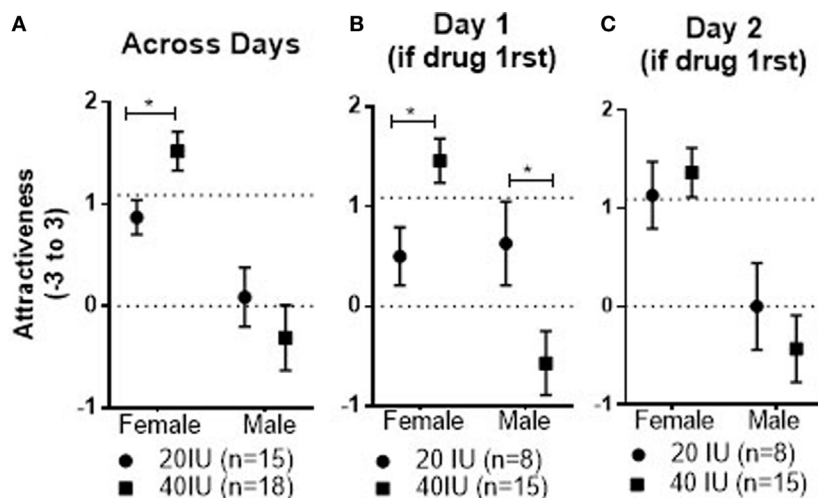 A
Across Days
B
Day 1
(if drug 1rst)
C
Day 2
(if drug 1rst)
Attractiveness
(-3 to 3)
2
1
0
-1
*
Female
Male
20IU (n=15)
40IU (n=18)
2
1
0
-1
*
*
Female
Male
20 IU (n=8)
40IU (n=15)
2
1
0
-1
Female
Male
20 IU (n=8)
40 IU (n=15)